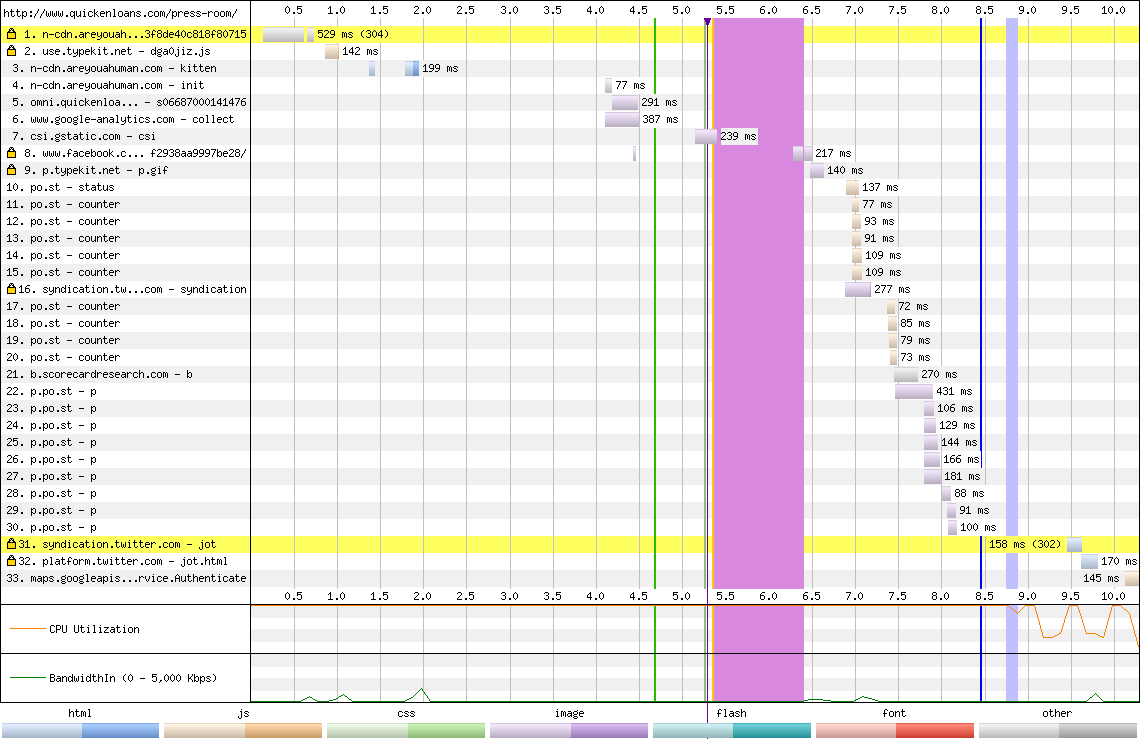 http://www.quickenloans.com/press-room/ 0.5 1.0 1.5 2.0 2.5 3.0 3.5 4.0 4.5 5.0 5.5 6.0 6.5 7.0 7.5 8.0 8.5 9.0 9.5 10.0
1. n-cdn.areyouah...3f8de40c818f80715 529 ms (304)
2. use.typekit.net - dga0jiz.js 142 ms
3. n-cdn.areyouahuman.com - kitten 199 ms
4. n-cdn.areyouahuman.com - init 77 ms
5. omni.quickenloa... - s06687000141476 291 ms
6. www.google-analytics.com - collect 387 ms
7. csi.gstatic.com - csi 239 ms
8. www.facebook.c... f2938aa9997be28/ 217 ms
9. p.typekit.net - p.gif 140 ms
10. po.st - status 137 ms
11. po.st - counter 77 ms
12. po.st - counter 93 ms
13. po.st - counter 91 ms
14. po.st - counter 109 ms
15. po.st - counter 109 ms
16. syndication.tw...com - syndication 277 ms
17. po.st - counter 72 ms
18. po.st - counter 85 ms
19. po.st - counter 79 ms
20. po.st - counter 73 ms
21. b.scorecardresearch.com - b 270 ms
22. p.po.st - p 431 ms
23. p.po.st - p 106 ms
24. p.po.st - p 129 ms
25. p.po.st - p 144 ms
26. p.po.st - p 166 ms
27. p.po.st - p 181 ms
28. p.po.st - p 88 ms
29. p.po.st - p 91 ms
30. p.po.st - p 100 ms
31. syndication.twitter.com - jot 158 ms (302)
32. platform.twitter.com - jot.html 170 ms
33. maps.googleapis...rvice.Authenticate 145 ms
0.5 1.0 1.5 2.0 2.5 3.0 3.5 4.0 4.5 5.0 5.5 6.0 6.5 7.0 7.5 8.0 8.5 9.0 9.5 10.0
CPU Utilization
BandwidthIn (0 - 5,000 Kbps)
html js css image flash font other